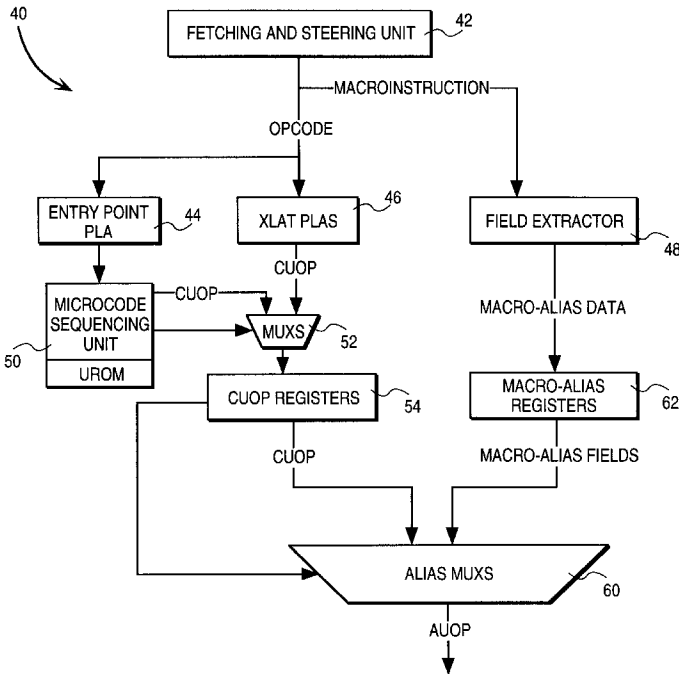 40
FETCHING AND STEERING UNIT
42
MACROINSTRUCTION
OPCODE
ENTRY POINT
PLA
44
XLAT PLAS
46
FIELD EXTRACTOR
48
CUOP
CUOP
MICROCODE
SEQUENCING
UNIT
UROM
50
MUXS
52
MACRO-ALIAS DATA
CUOP REGISTERS
54
MACRO-ALIAS
REGISTERS
62
CUOP
MACRO-ALIAS FIELDS
ALIAS MUXS
60
AUOP